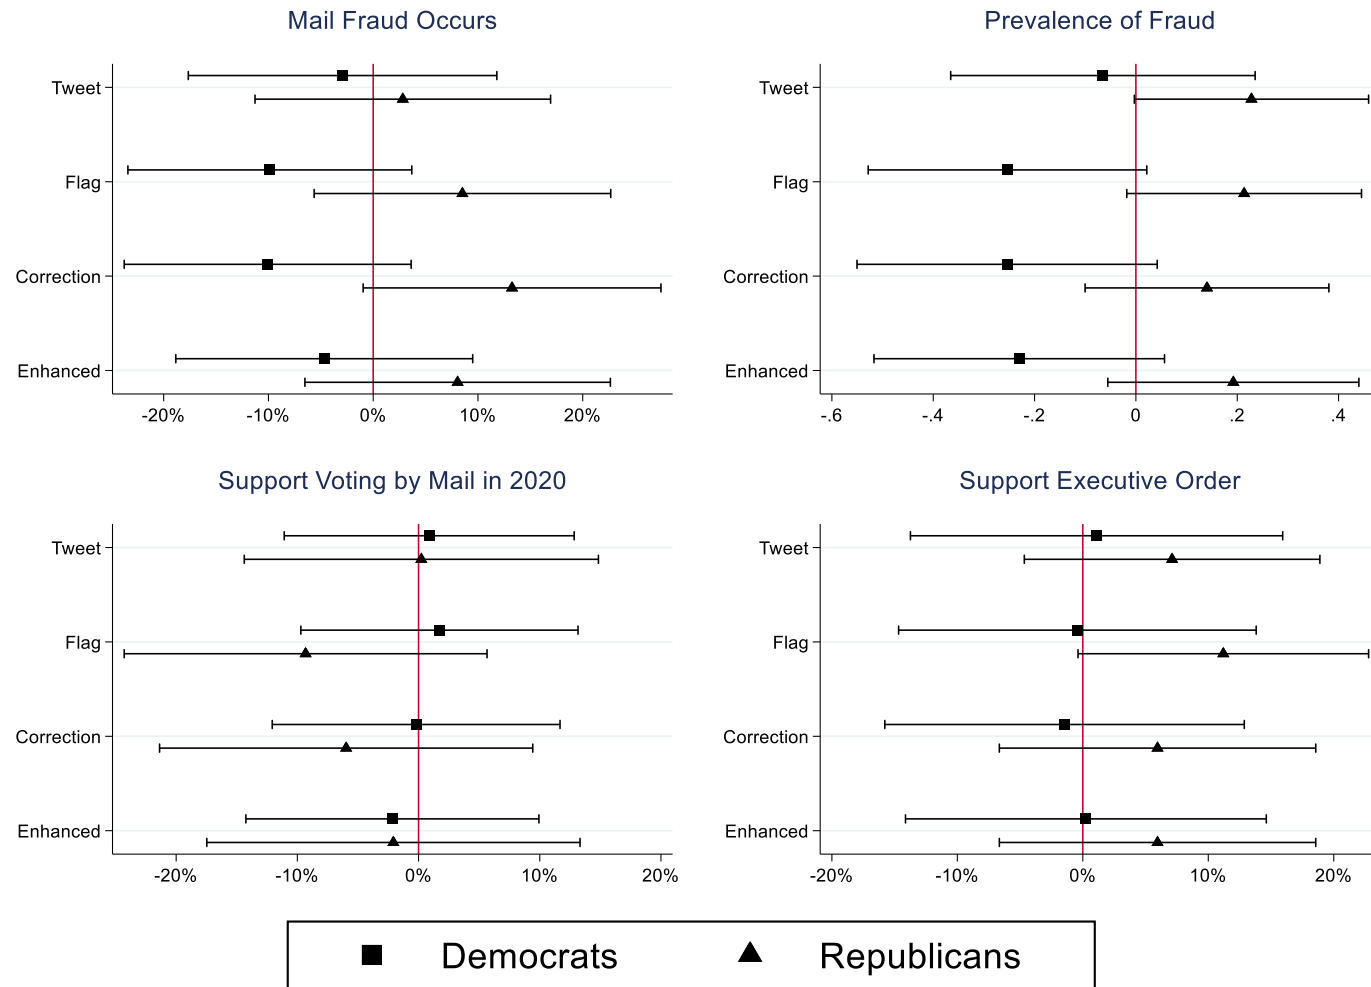 Mail Fraud Occurs
Tweet
Flag
Correction
Enhanced
-20% -10% 0% 10% 20%
Prevalence of Fraud
Tweet
Flag
Correction
Enhanced
-.6 -.4 -.2 0 .2 .4
Support Voting by Mail in 2020
Tweet
Flag
Correction
Enhanced
-20% -10% 0% 10% 20%
Support Executive Order
Tweet
Flag
Correction
Enhanced
-20% -10% 0% 10% 20%
Democrats Republicans